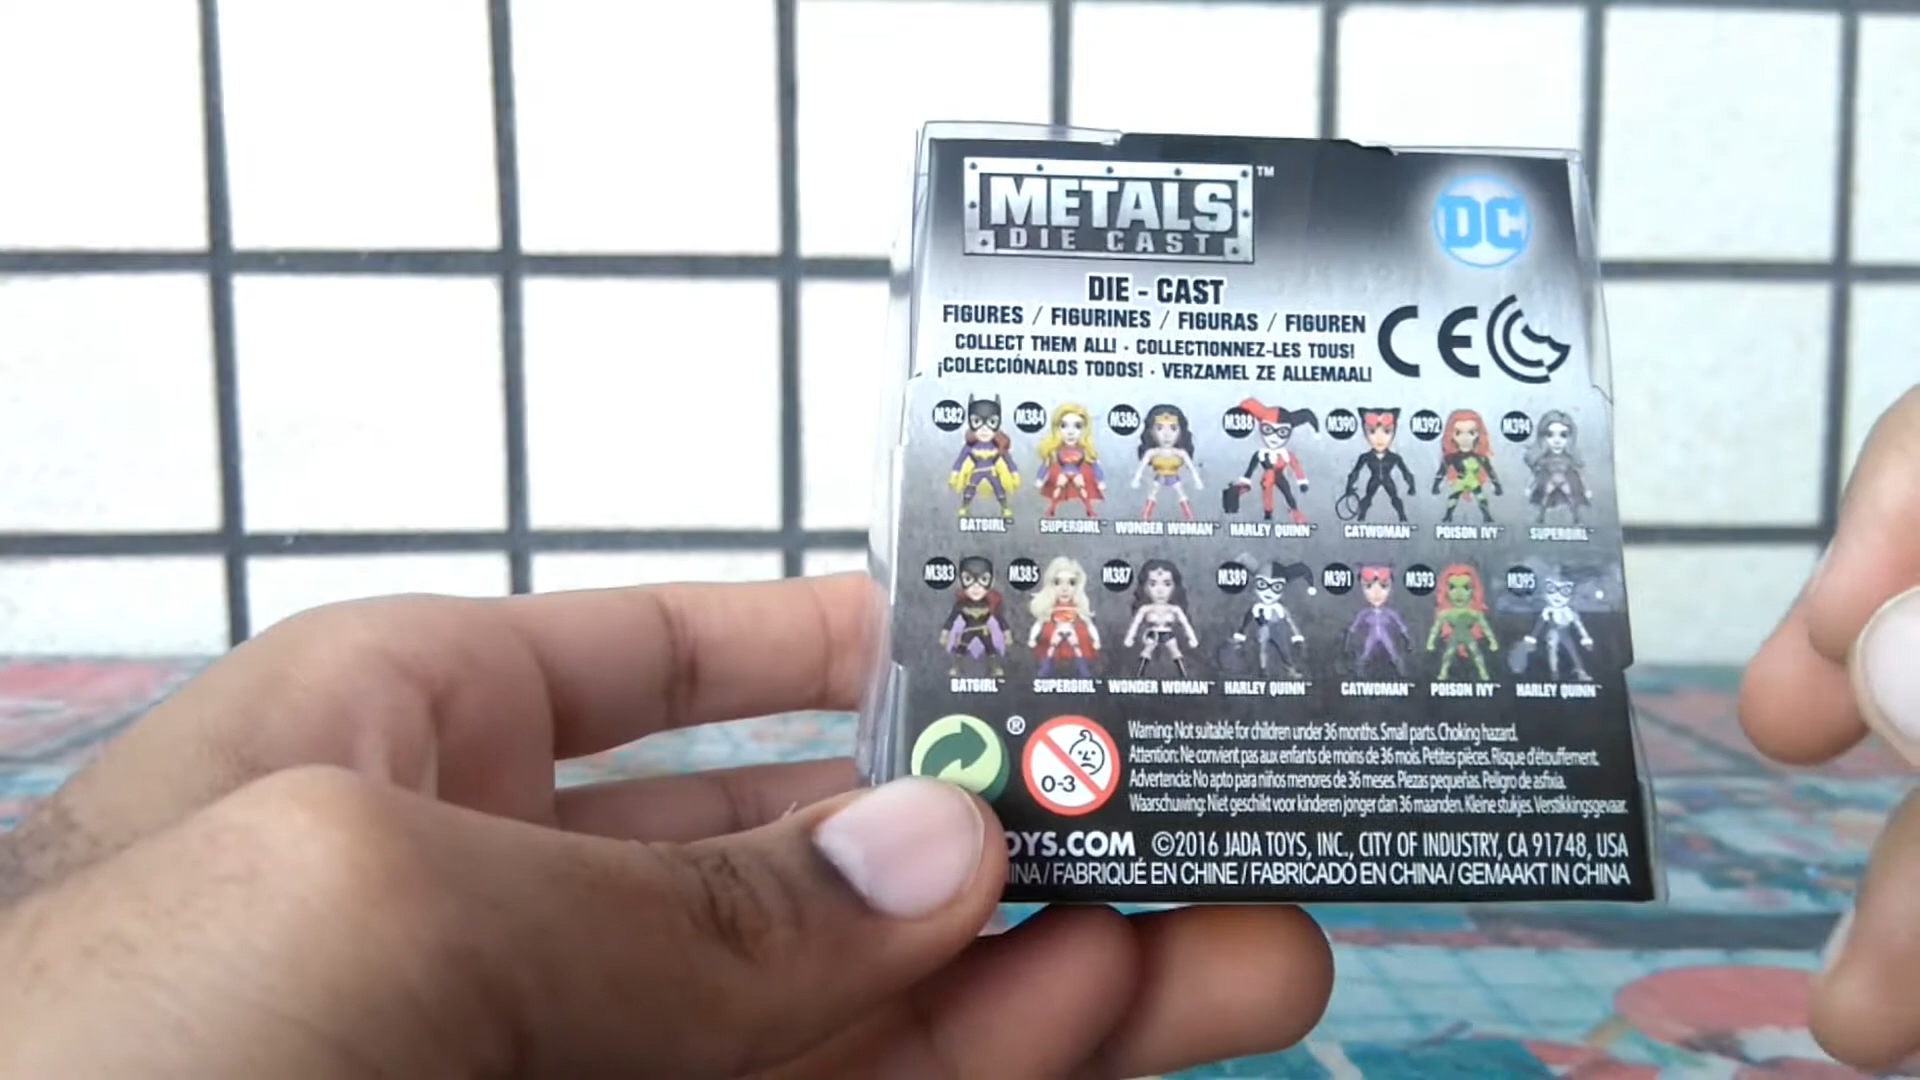 METALS™
DIE CAST
DC
DIE - CAST
FIGURES / FIGURINES / FIGURAS / FIGUREN
COLLECT THEM ALL! · COLLECTIONNEZ-LES TOUS!
¡COLECCIÓNALOS TODOS! · VERZAMEL ZE ALLEMAAL!
CE
M382 M384 M386 M388 M390 M392 M394
BATGIRL™ SUPERGIRL™ WONDER WOMAN™ HARLEY QUINN™ CATWOMAN™ POISON IVY™ SUPERGIRL™
M383 M385 M387 M389 M391 M393 M395
BATGIRL™ SUPERGIRL™ WONDER WOMAN™ HARLEY QUINN™ CATWOMAN™ POISON IVY™ HARLEY QUINN™
®
0-3
Warning: Not suitable for children under 36 months. Small parts. Choking hazard.
Attention: Ne convient pas aux enfants de moins de 36 mois. Petites pièces. Risque d'étouffement.
Advertencia: No apto para niños menores de 36 meses. Piezas pequeñas. Peligro de asfixia.
Waarschuwing: Niet geschikt voor kinderen jonger dan 36 maanden. Kleine stukjes. Verstikkingsgevaar.
OYS.COM ©2016 JADA TOYS, INC., CITY OF INDUSTRY, CA 91748, USA
INA / FABRIQUÉ EN CHINE / FABRICADO EN CHINA / GEMAAKT IN CHINA